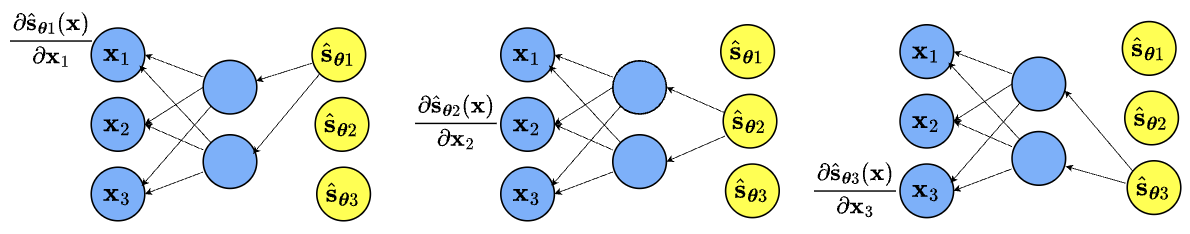 ∂ŝ_θ1(x)/∂x_1
x_1
x_2
x_3
ŝ_θ1
ŝ_θ2
ŝ_θ3
∂ŝ_θ2(x)/∂x_2
x_1
x_2
x_3
ŝ_θ1
ŝ_θ2
ŝ_θ3
∂ŝ_θ3(x)/∂x_3
x_1
x_2
x_3
ŝ_θ1
ŝ_θ2
ŝ_θ3